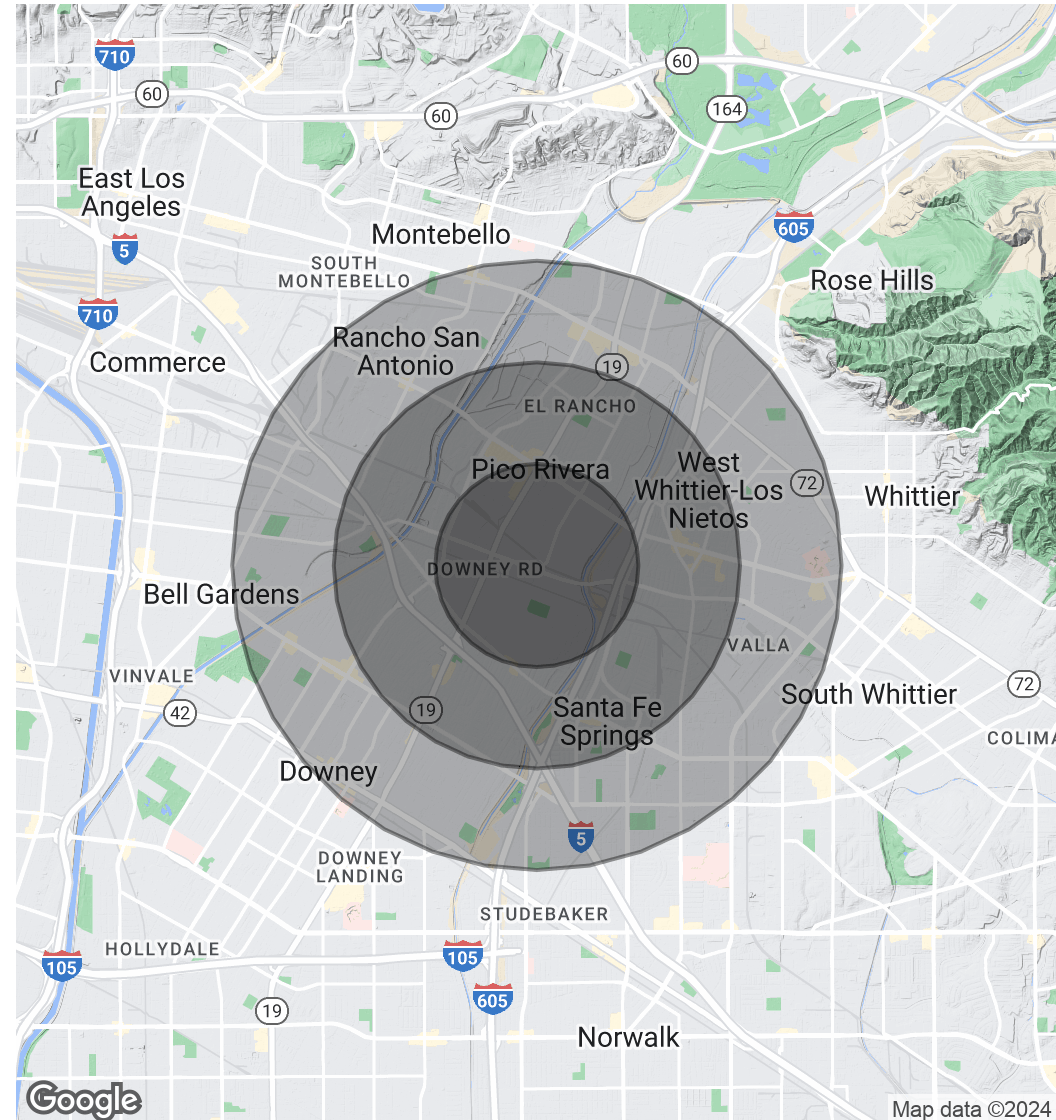 710
60
60
60
164
East Los
Angeles
5
Montebello
605
SOUTH
MONTEBELLO
Rose Hills
710
Rancho San
Antonio
Commerce
19
EL RANCHO
Pico Rivera
West
Whittier-Los
Nietos
72
Whittier
DOWNEY RD
Bell Gardens
VALLA
VINVALE
72
South Whittier
42
19
Santa Fe
Springs
COLIMA
Downey
5
DOWNEY
LANDING
STUDEBAKER
HOLLYDALE
105
105
605
19
Norwalk
Google
Map data ©2024